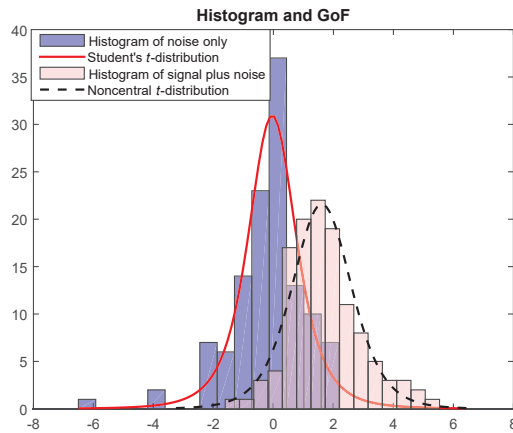 Histogram and GoF
Histogram of noise only
Student's t-distribution
Histogram of signal plus noise
Noncentral t-distribution
40
35
30
25
20
15
10
5
0
-8 -6 -4 -2 0 2 4 6 8